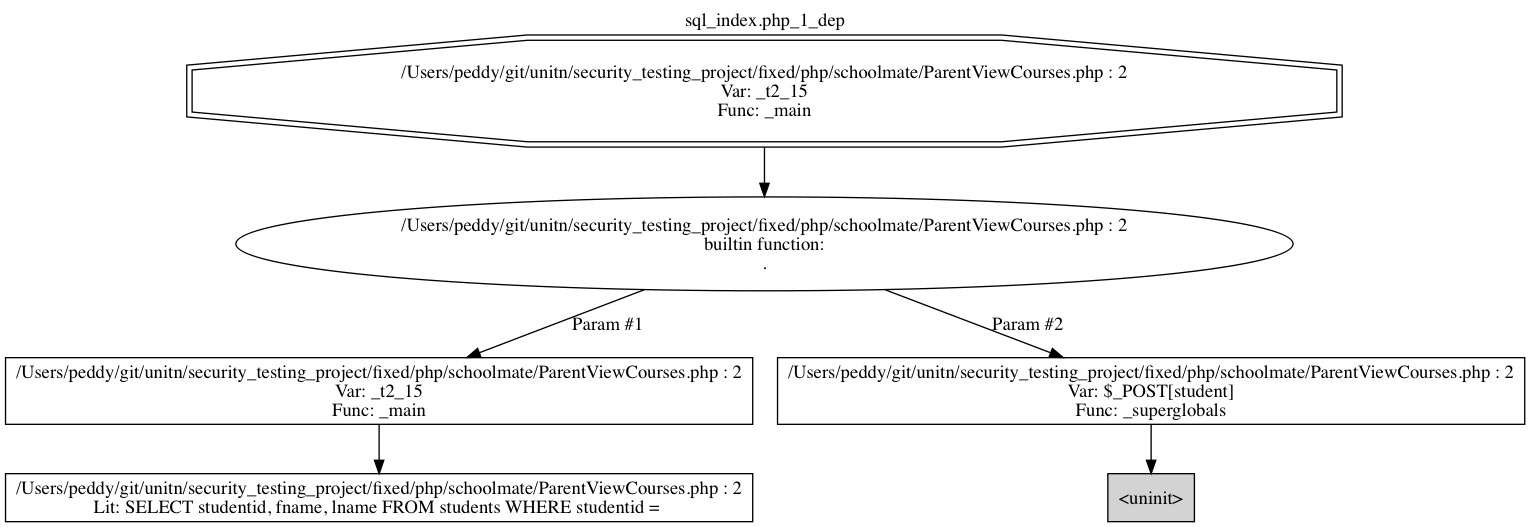 sql_index.php_1_dep
/Users/peddy/git/unitn/security_testing_project/fixed/php/schoolmate/ParentViewCourses.php : 2
Var: _t2_15
Func: _main
/Users/peddy/git/unitn/security_testing_project/fixed/php/schoolmate/ParentViewCourses.php : 2
builtin function:
.
Param #1
Param #2
/Users/peddy/git/unitn/security_testing_project/fixed/php/schoolmate/ParentViewCourses.php : 2
Var: _t2_15
Func: _main
/Users/peddy/git/unitn/security_testing_project/fixed/php/schoolmate/ParentViewCourses.php : 2
Var: $_POST[student]
Func: _superglobals
/Users/peddy/git/unitn/security_testing_project/fixed/php/schoolmate/ParentViewCourses.php : 2
Lit: SELECT studentid, fname, lname FROM students WHERE studentid =
<uninit>